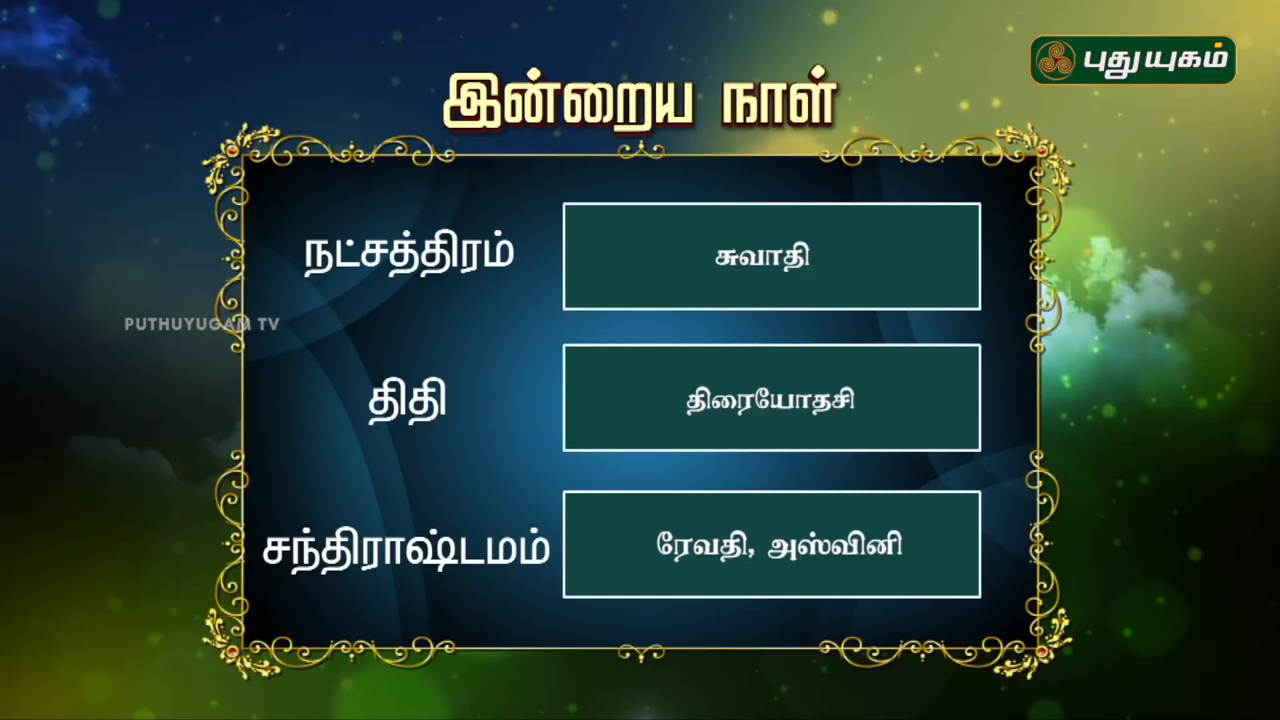 புதுயுகம்
இன்றைய நாள்
நட்சத்திரம் சுவாதி
PUTHUYUGAM TV
திதி திரையோதசி
சந்திராஷ்டமம் ரேவதி, அஸ்வினி